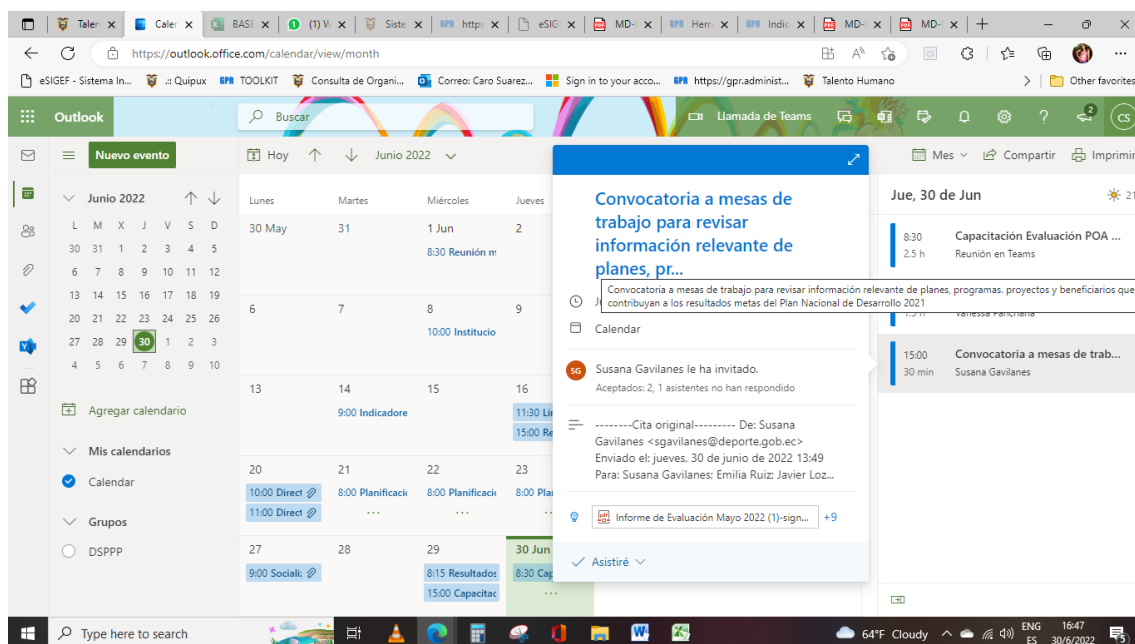 Talen
Caler
BASE
(1) W
Siste
https:
eSIG
MD-
Herr
Indic
MD-
MD-
https://outlook.office.com/calendar/view/month
eSIGEF - Sistema In...
.:: Quipux
GPR TOOLKIT
Consulta de Organi...
Correo: Caro Suarez...
Sign in to your acco...
GPR https://gpr.administ...
Talento Humano
Other favorites
Outlook
Buscar
Llamada de Teams
2
CS
Nuevo evento
Hoy
Junio 2022
Mes
Compartir
Imprimir
Junio 2022
L M X J V S D
30 31 1 2 3 4 5
6 7 8 9 10 11 12
13 14 15 16 17 18 19
20 21 22 23 24 25 26
27 28 29 30 1 2 3
4 5 6 7 8 9 10
Agregar calendario
Mis calendarios
Calendar
Grupos
DSPPP
Lunes Martes Miércoles Jueves
30 May 31 1 Jun 2
8:30 Reunión m
6 7 8 9
10:00 Institucio
13 14 15 16
9:00 Indicadore
11:30 Lir
15:00 Re
20 21 22 23
10:00 Direct
8:00 Planificacio
8:00 Planificacio
8:00 Plan
11:00 Direct
27 28 29 30 Jun
9:00 Socializ
8:15 Resultados
8:30 Cap
15:00 Capacitac
Convocatoria a mesas de
trabajo para revisar
información relevante de
planes, pr...
Convocatoria a mesas de trabajo para revisar información relevante de planes, programas. proyectos y beneficiarios que
contribuyan a los resultados metas del Plan Nacional de Desarrollo 2021
Calendar
SG
Susana Gavilanes le ha invitado.
Aceptados: 2, 1 asistentes no han respondido
--------Cita original--------- De: Susana
Gavilanes <sgavilanes@deporte.gob.ec>
Enviado el: jueves, 30 de junio de 2022 13:49
Para: Susana Gavilanes; Emilia Ruiz; Javier Loz...
Informe de Evaluación Mayo 2022 (1)-sign...
+9
Asistiré
Jue, 30 de Jun
21
8:30 Capacitación Evaluación POA ...
2.5 h Reunión en Teams
15:00 Convocatoria a mesas de trab...
30 min Susana Gavilanes
Type here to search
64°F Cloudy
ENG
ES
16:47
30/6/2022
5